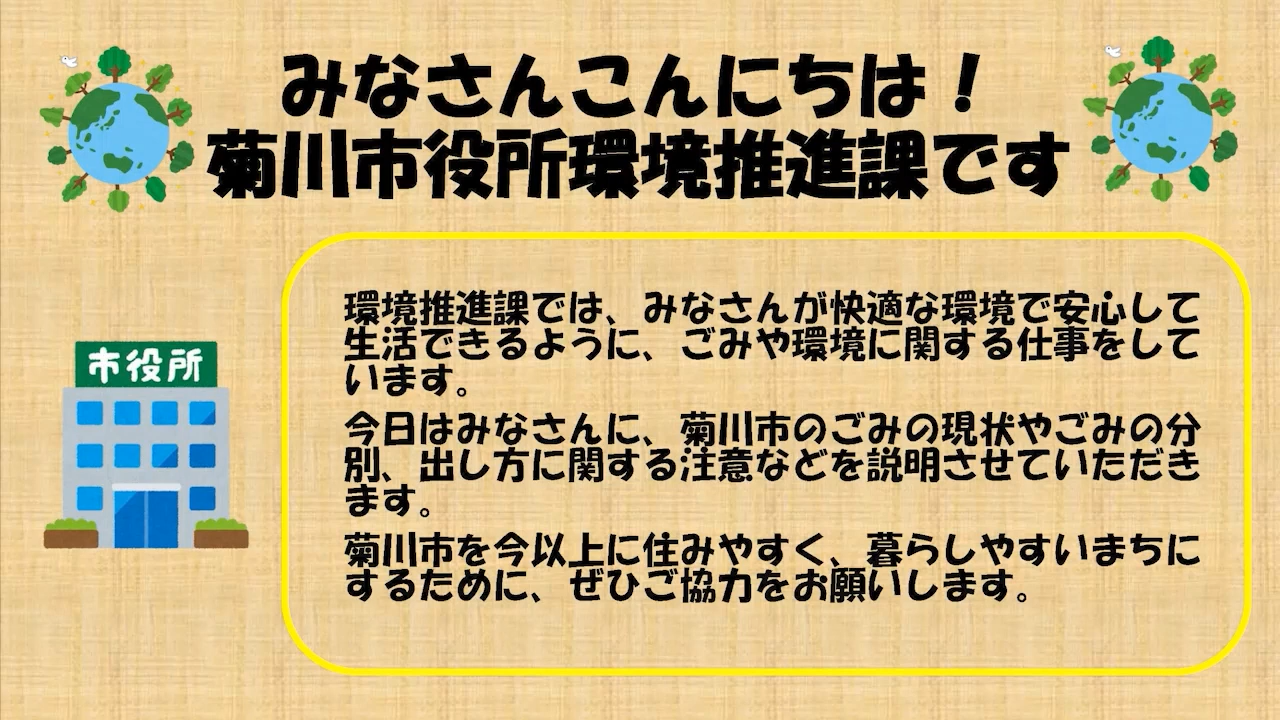 みなさんこんにちは！
菊川市役所環境推進課です
市役所
環境推進課では、みなさんが快適な環境で安心して
生活できるように、ごみや環境に関する仕事をして
います。
今日はみなさんに、菊川市のごみの現状やごみの分
別、出し方に関する注意などを説明させていただき
ます。
菊川市を今以上に住みやすく、暮らしやすいまちに
するために、ぜひご協力をお願いします。